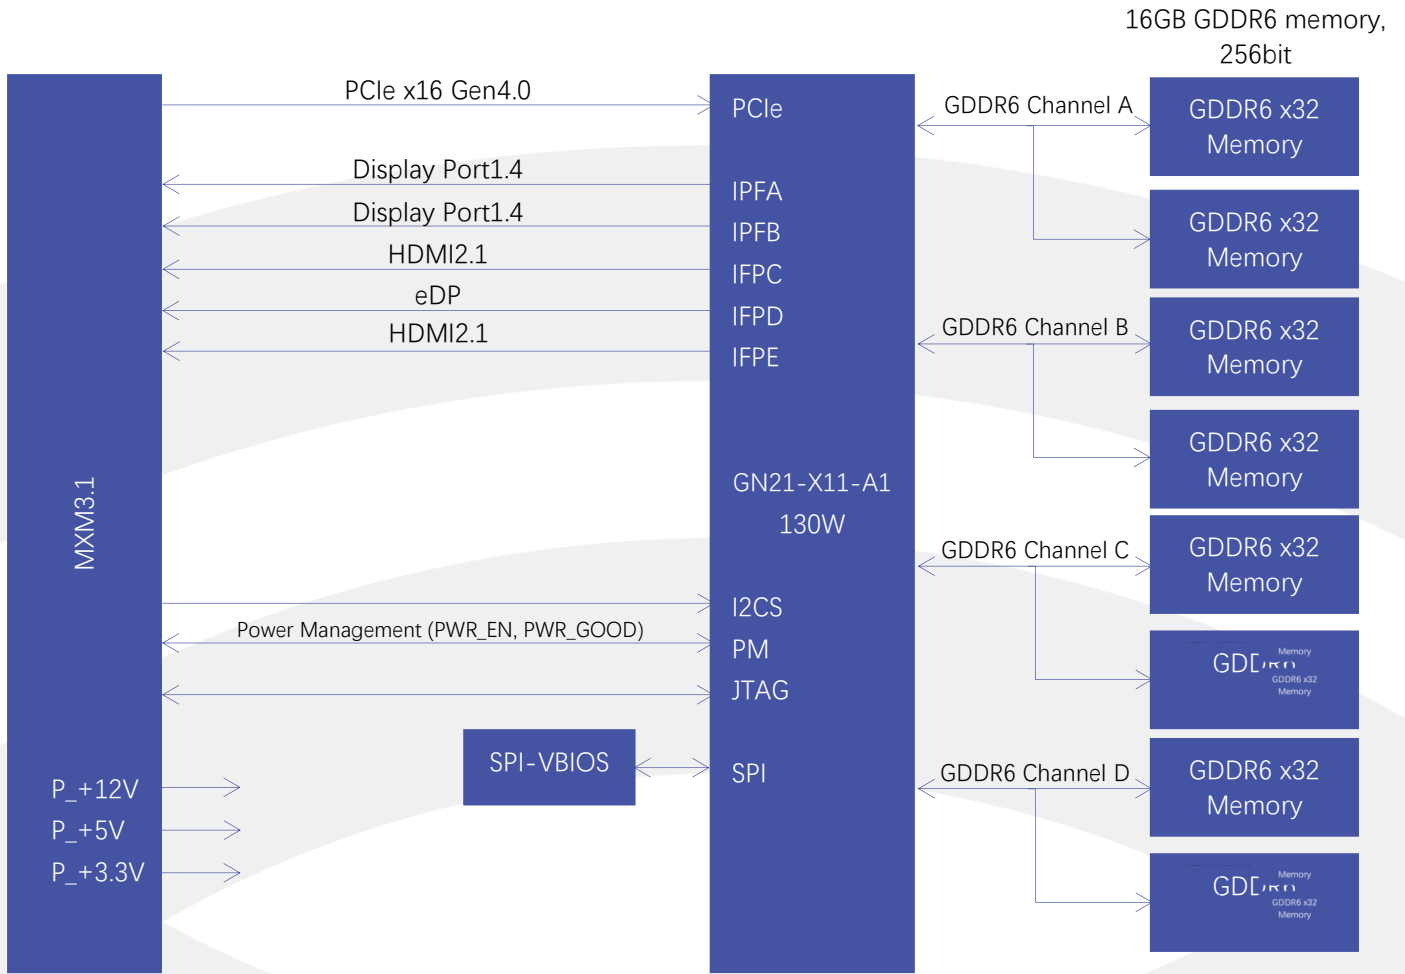 16GB GDDR6 memory,
256bit
MXM3.1
P_+12V
P_+5V
P_+3.3V
PCIe x16 Gen4.0
Display Port1.4
Display Port1.4
HDMI2.1
eDP
HDMI2.1
Power Management (PWR_EN, PWR_GOOD)
SPI-VBIOS
PCIe
IPFA
IPFB
IFPC
IFPD
IFPE
GN21-X11-A1
130W
I2CS
PM
JTAG
SPI
GDDR6 Channel A
GDDR6 Channel B
GDDR6 Channel C
GDDR6 Channel D
GDDR6 x32
Memory
GDDR6 x32
Memory
GDDR6 x32
Memory
GDDR6 x32
Memory
GDDR6 x32
Memory
Memory
GDDR6 x32
Memory
GDDR6 x32
Memory
Memory
GDDR6 x32
Memory